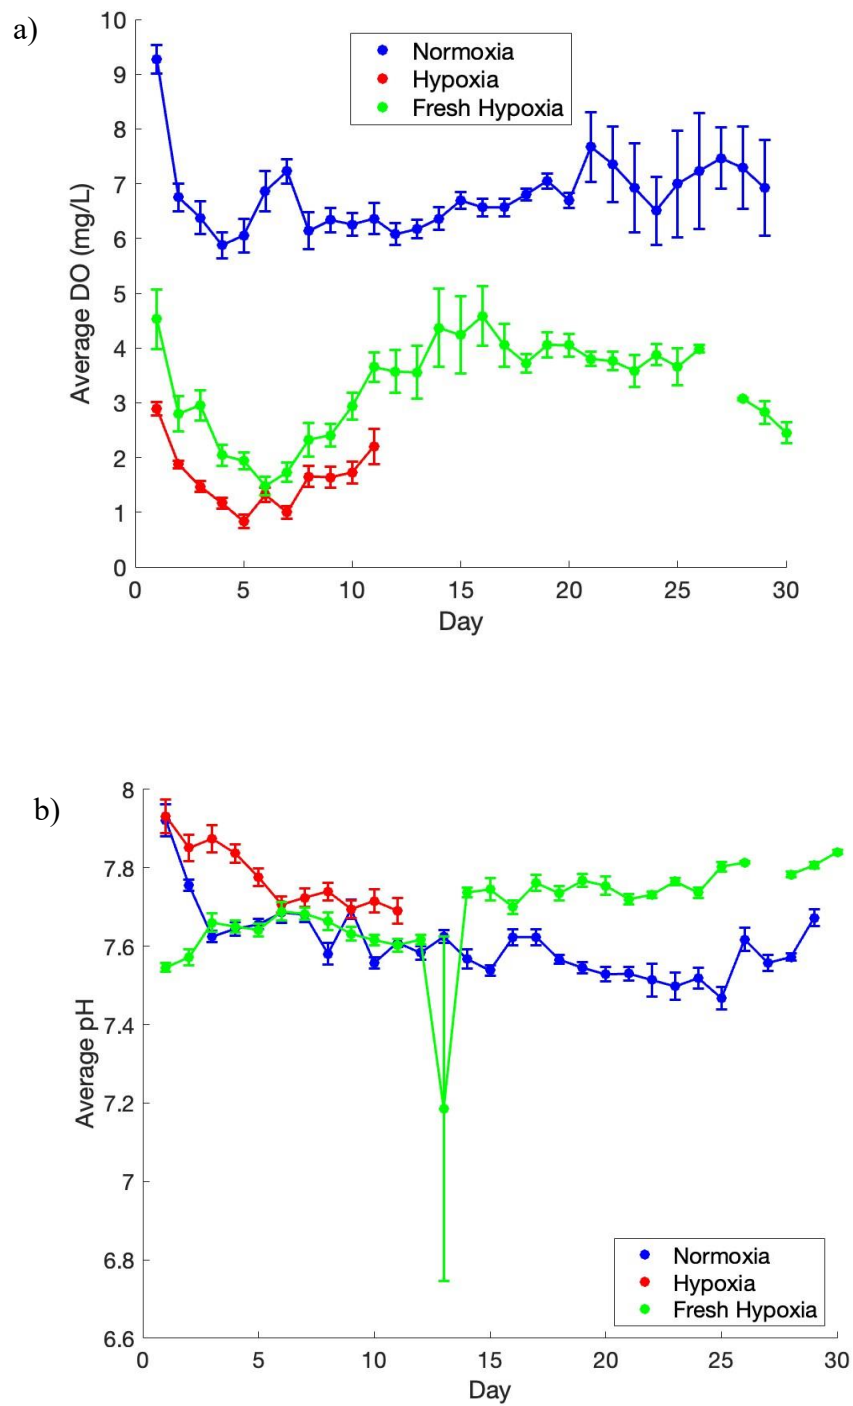 a)
10
9
8
7
6
5
4
3
2
1
0
Average DO (mg/L)
Normoxia
Hypoxia
Fresh Hypoxia
0 5 10 15 20 25 30
Day
b)
8
7.8
7.6
7.4
7.2
7
6.8
6.6
Average pH
Normoxia
Hypoxia
Fresh Hypoxia
0 5 10 15 20 25 30
Day